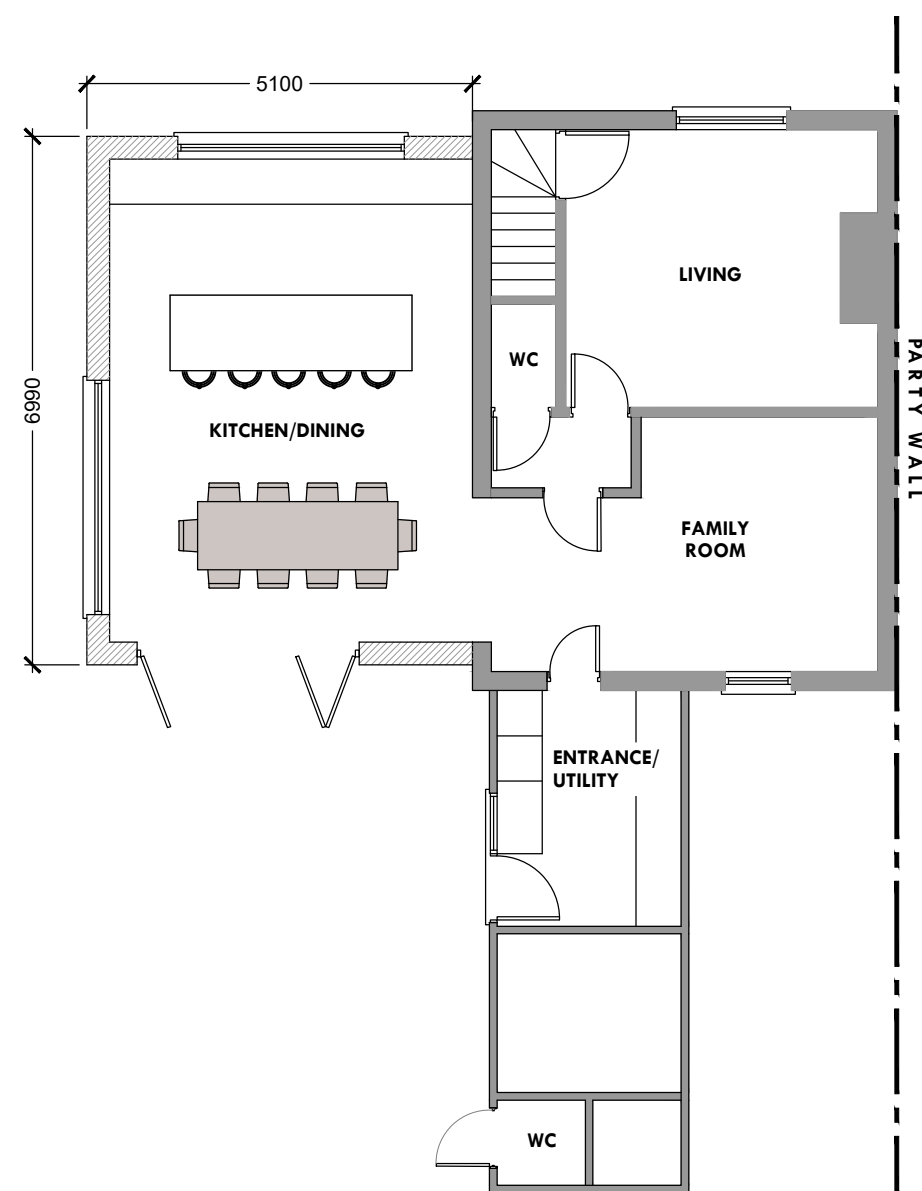 5100
6990
LIVING
WC
PARTY WALL
KITCHEN/DINING
FAMILY
ROOM
ENTRANCE/
UTILITY
WC